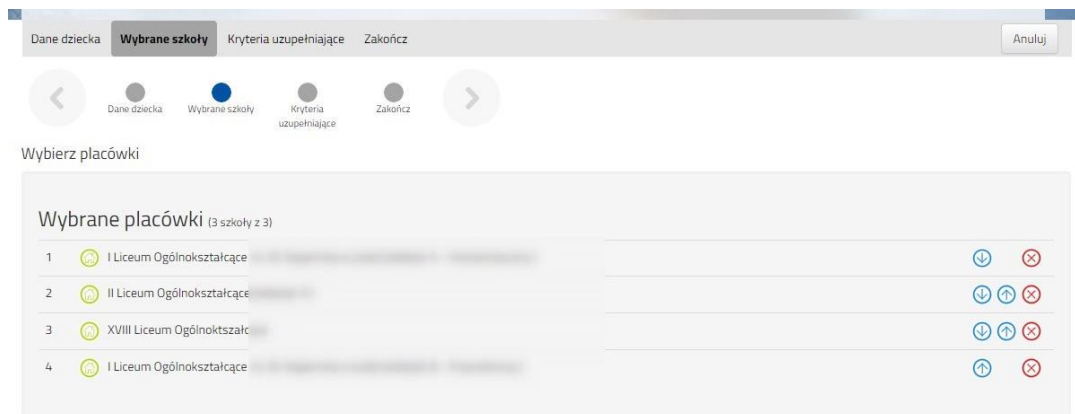 Dane dziecka Wybrane szkoły Kryteria uzupełniające Zakończ Anuluj
Dane dziecka Wybrane szkoły Kryteria uzupełniające Zakończ
Wybierz placówki
Wybrane placówki (3 szkoły z 3)
1 I Liceum Ogólnokształcące
2 II Liceum Ogólnokształcące
3 XVIII Liceum Ogólnoktszałc
4 I Liceum Ogólnokształcące